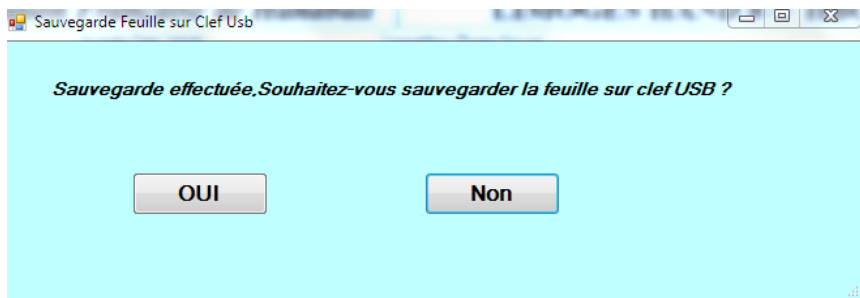 Sauvegarde Feuille sur Clef Usb
Sauvegarde effectuée,Souhaitez-vous sauvegarder la feuille sur clef USB ?
OUI
Non